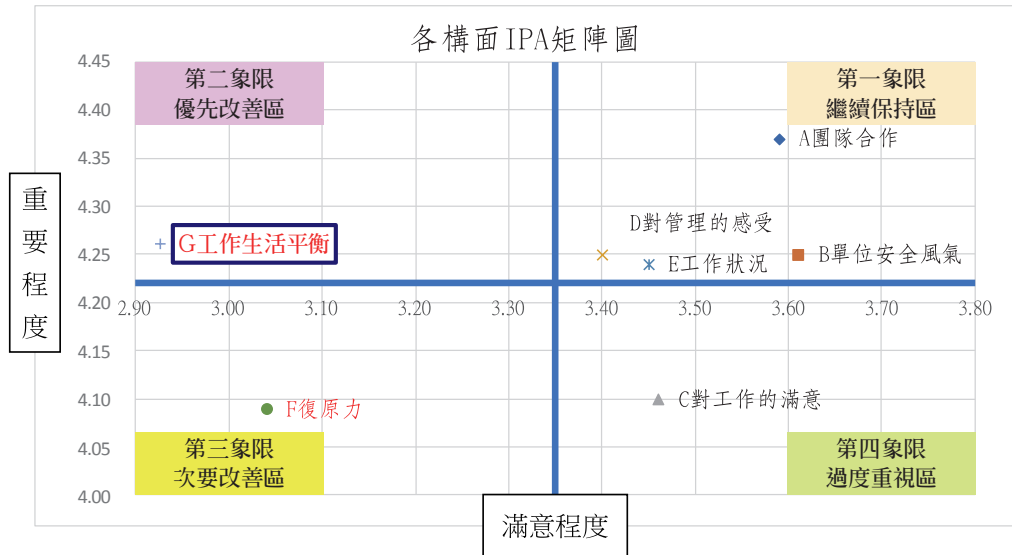 各構面IPA矩陣圖
4.45
4.40
4.35
4.30
4.25
4.20
4.15
4.10
4.05
4.00
重要程度
第二象限
優先改善區
第一象限
繼續保持區
A團隊合作
D對管理的感受
G工作生活平衡
E工作狀況
B單位安全風氣
2.90 3.00 3.10 3.20 3.30 3.40 3.50 3.60 3.70 3.80
F復原力
C對工作的滿意
第三象限
次要改善區
第四象限
過度重視區
滿意程度